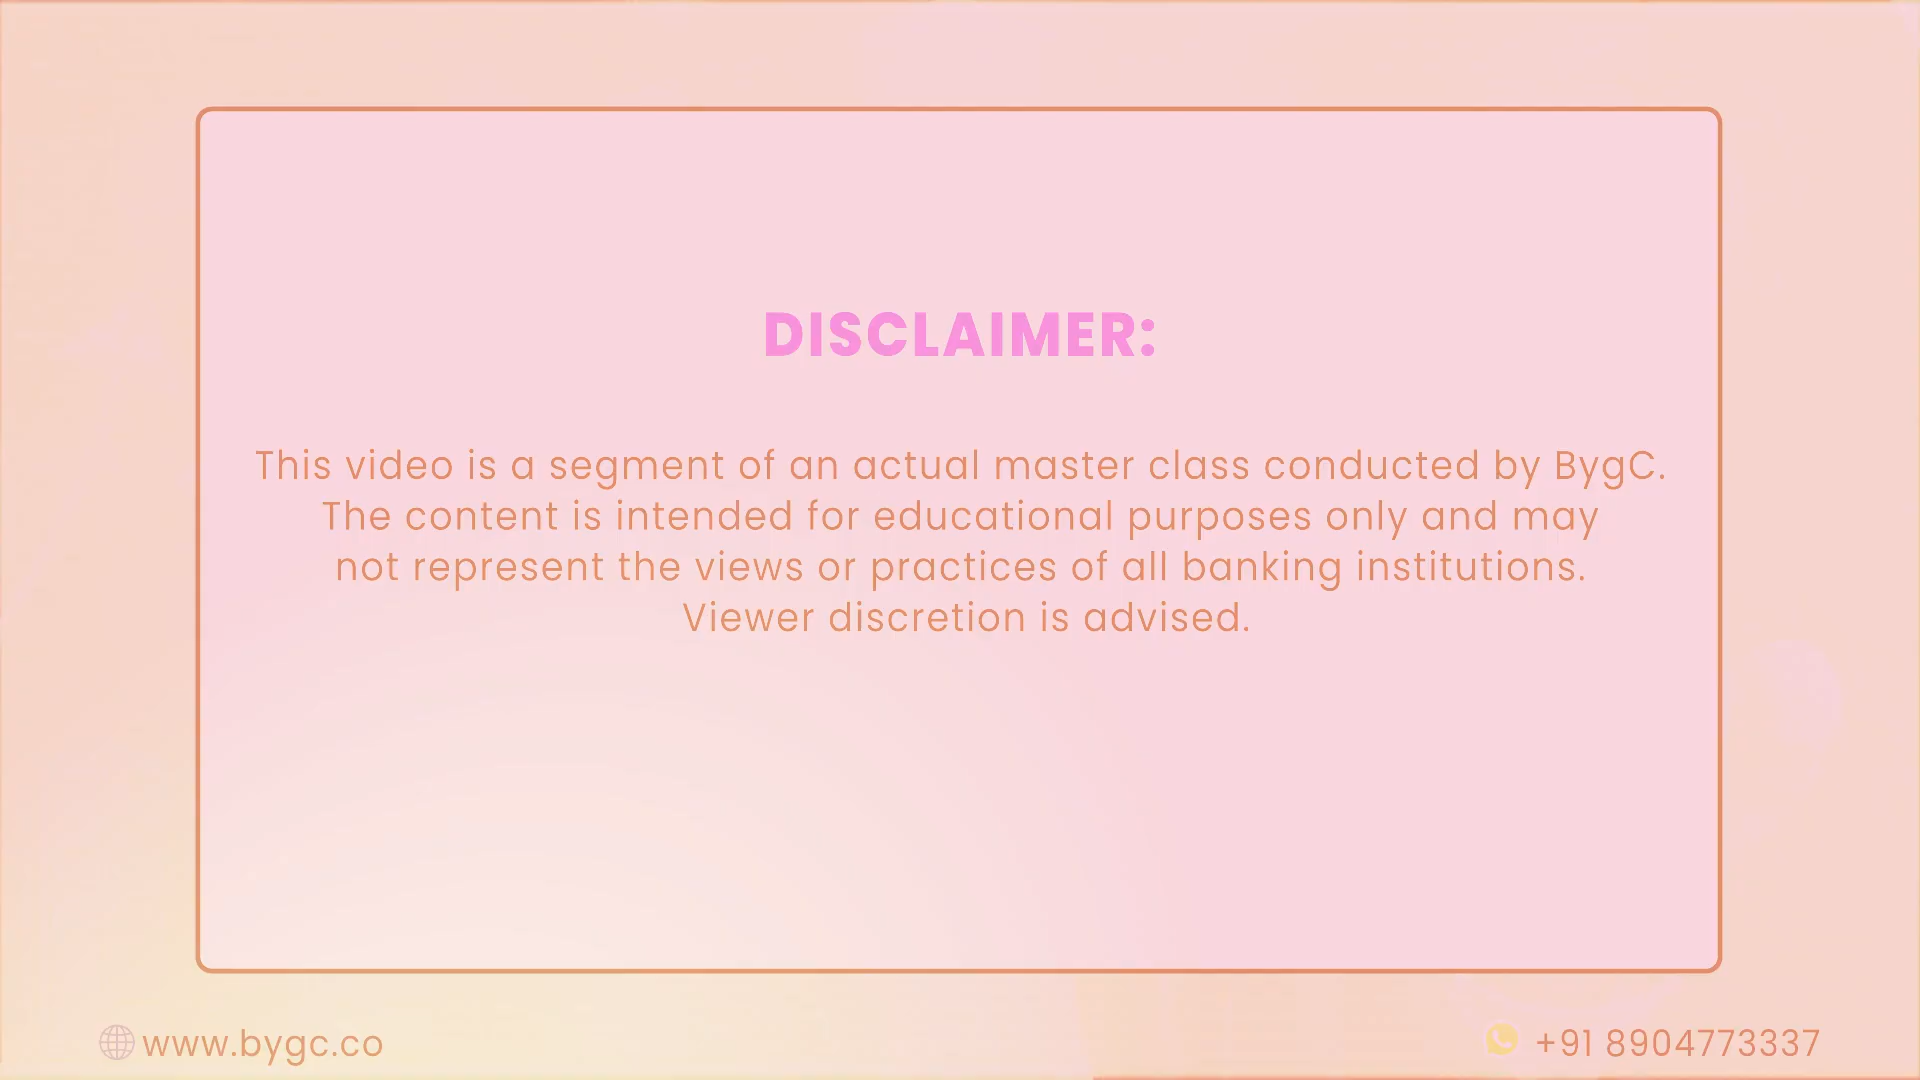 DISCLAIMER:
This video is a segment of an actual master class conducted by BygC.
The content is intended for educational purposes only and may
not represent the views or practices of all banking institutions.
Viewer discretion is advised.
www.bygc.co
+91 8904773337